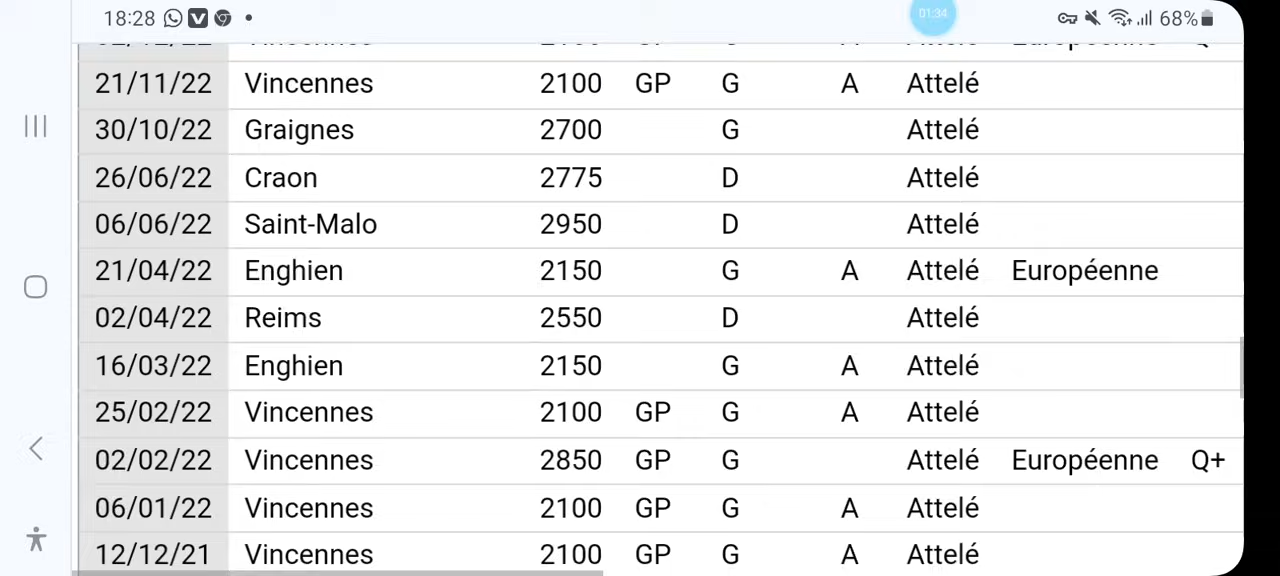 18:28 01:34 68%
21/11/22 Vincennes 2100 GP G A Attelé
30/10/22 Graignes 2700 G Attelé
26/06/22 Craon 2775 D Attelé
06/06/22 Saint-Malo 2950 D Attelé
21/04/22 Enghien 2150 G A Attelé Européenne
02/04/22 Reims 2550 D Attelé
16/03/22 Enghien 2150 G A Attelé
25/02/22 Vincennes 2100 GP G A Attelé
02/02/22 Vincennes 2850 GP G Attelé Européenne Q+
06/01/22 Vincennes 2100 GP G A Attelé
12/12/21 Vincennes 2100 GP G A Attelé